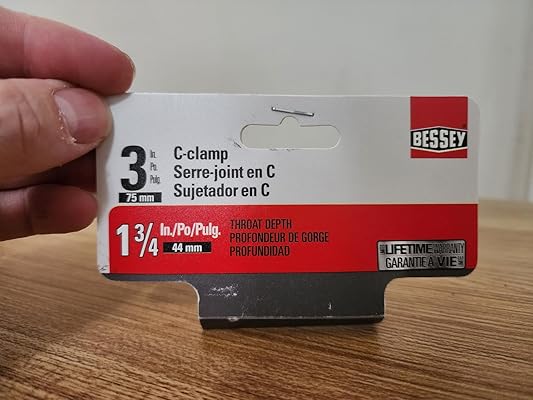 BESSEY
3 In. Po. Pulg.
75 mm
C-clamp
Serre-joint en C
Sujetador en C
1 3/4 In./Po/Pulg.
44 mm
THROAT DEPTH
PROFONDEUR DE GORGE
PROFUNDIDAD
LIFETIME WARRANTY
GARANTIE À VIE